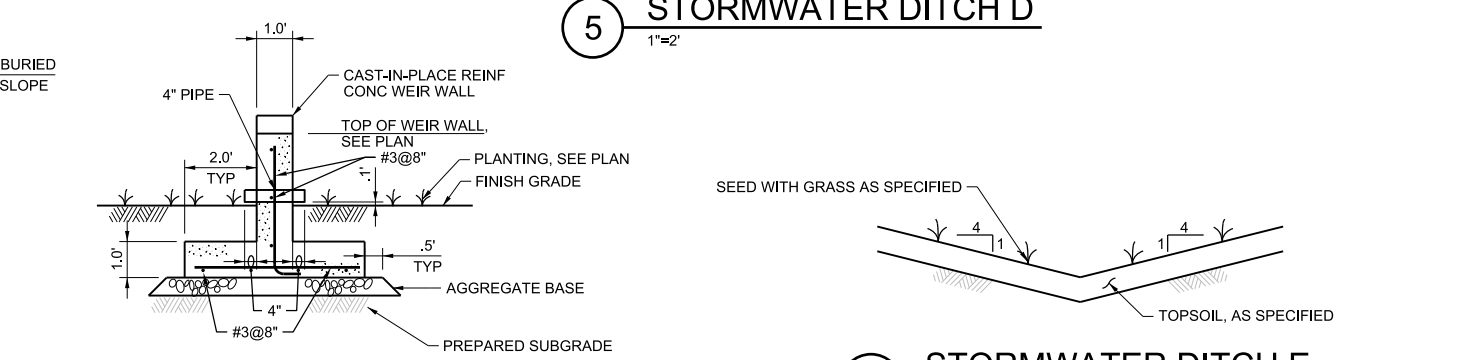 5
STORMWATER DITCH D
1"=2'
BURIED
SLOPE
1.0'
4" PIPE
CAST-IN-PLACE REINF
CONC WEIR WALL
TOP OF WEIR WALL,
SEE PLAN
#3@8"
2.0'
TYP
.1'
PLANTING, SEE PLAN
FINISH GRADE
1.0'
.5'
TYP
AGGREGATE BASE
4"
#3@8"
PREPARED SUBGRADE
SEED WITH GRASS AS SPECIFIED
4
1
4
1
TOPSOIL, AS SPECIFIED